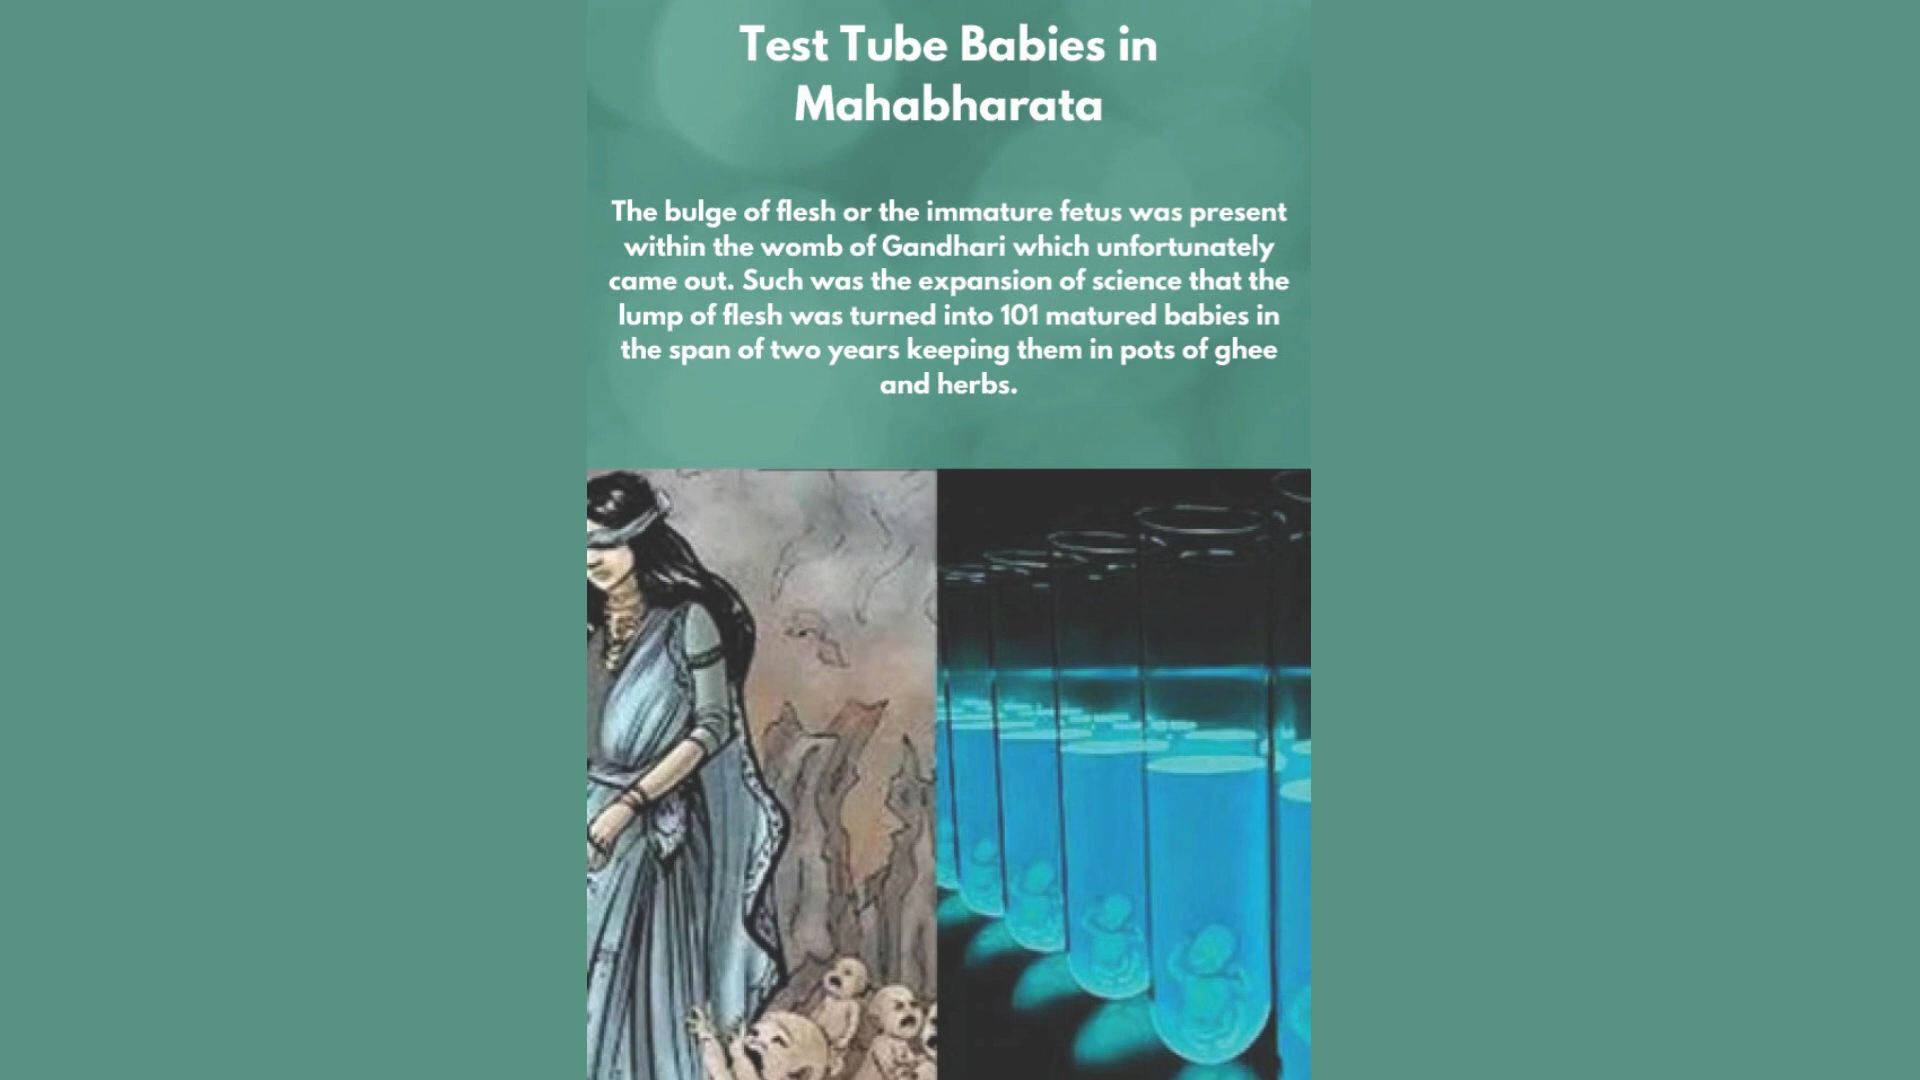 Test Tube Babies in
Mahabharata
The bulge of flesh or the immature fetus was present
within the womb of Gandhari which unfortunately
came out. Such was the expansion of science that the
lump of flesh was turned into 101 matured babies in
the span of two years keeping them in pots of ghee
and herbs.